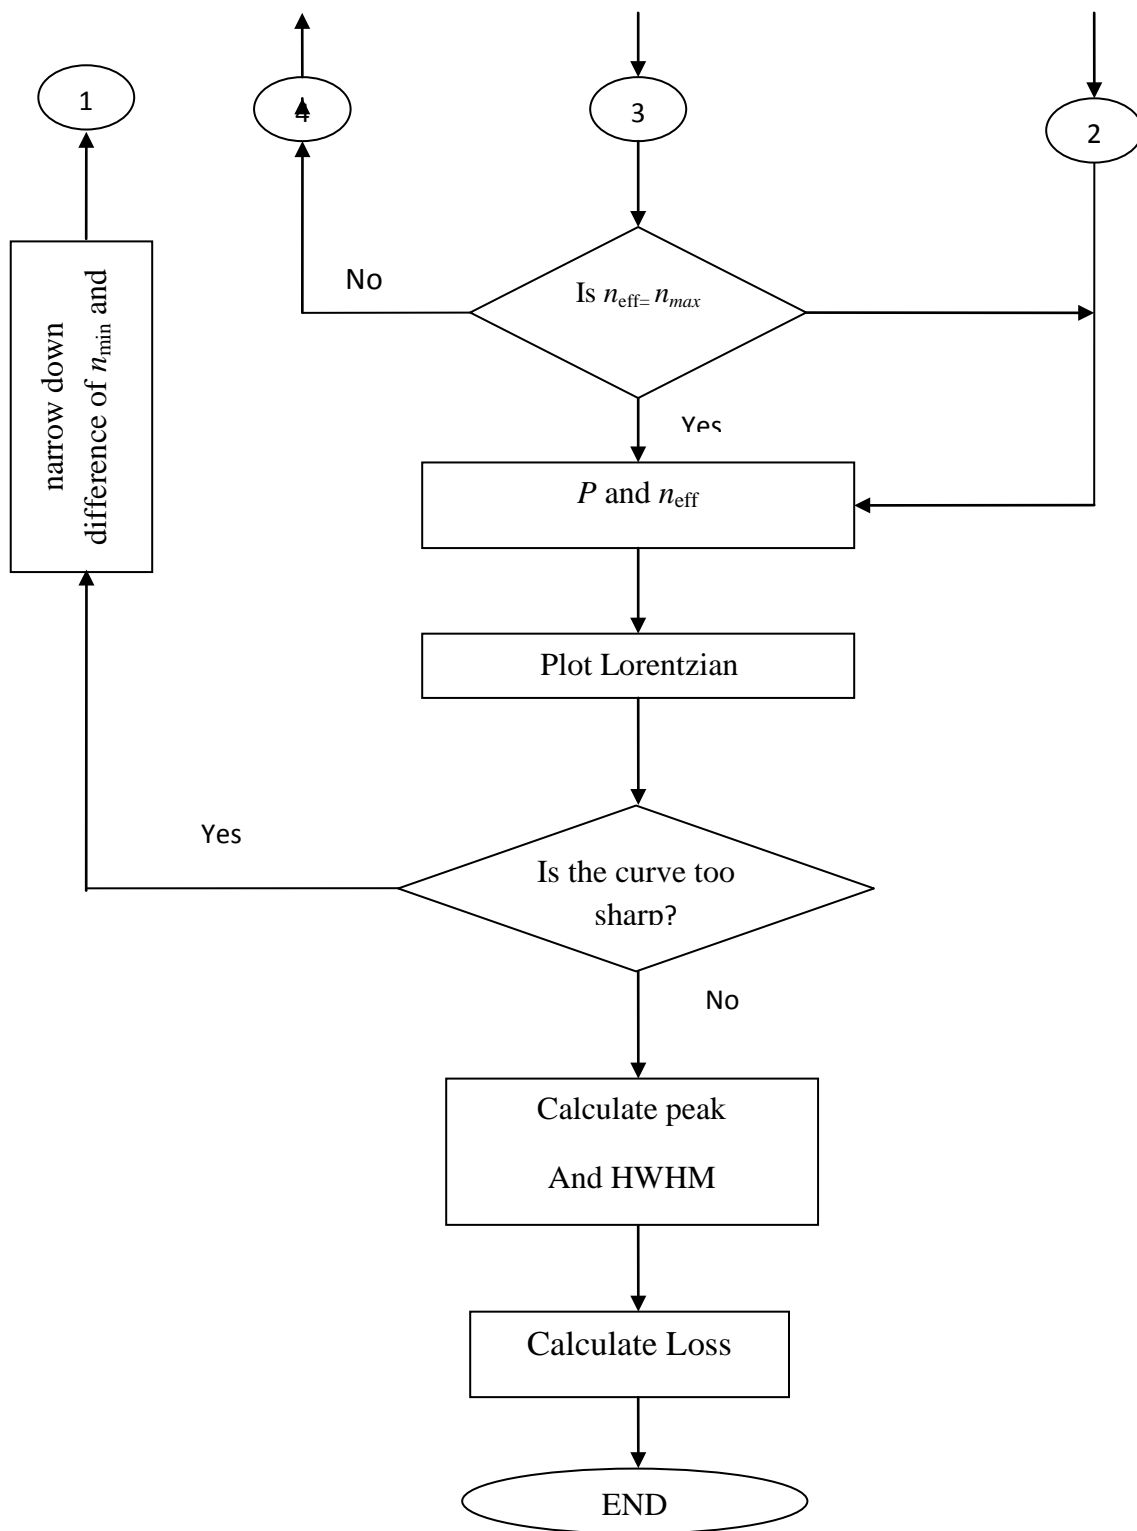 1
4
3
2
No
Is neff= nmax
narrow down
difference of nmin and
Yes
P and neff
Plot Lorentzian
Yes
Is the curve too
sharp?
No
Calculate peak
And HWHM
Calculate Loss
END